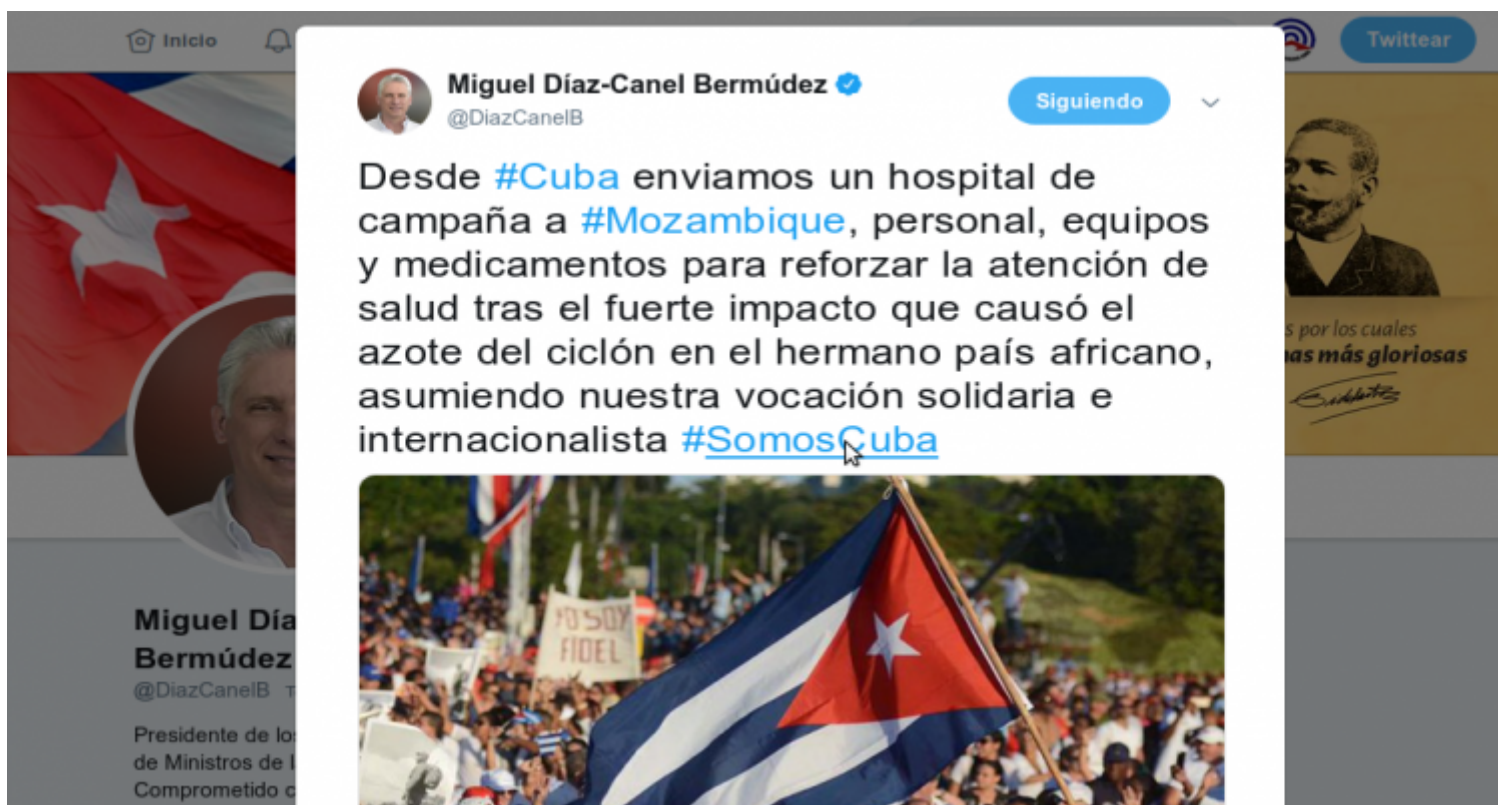 Inicio
Twittear
Miguel Díaz-Canel Bermúdez
@DiazCanelB
Siguiendo
Desde #Cuba enviamos un hospital de
campaña a #Mozambique, personal, equipos
y medicamentos para reforzar la atención de
salud tras el fuerte impacto que causó el
azote del ciclón en el hermano país africano,
asumiendo nuestra vocación solidaria e
internacionalista #SomosCuba
YO SOY
FIDEL
por los cuales
más gloriosas
Miguel Día
Bermúdez
@DiazCanelB
Presidente de lo
de Ministros de
Comprometido c